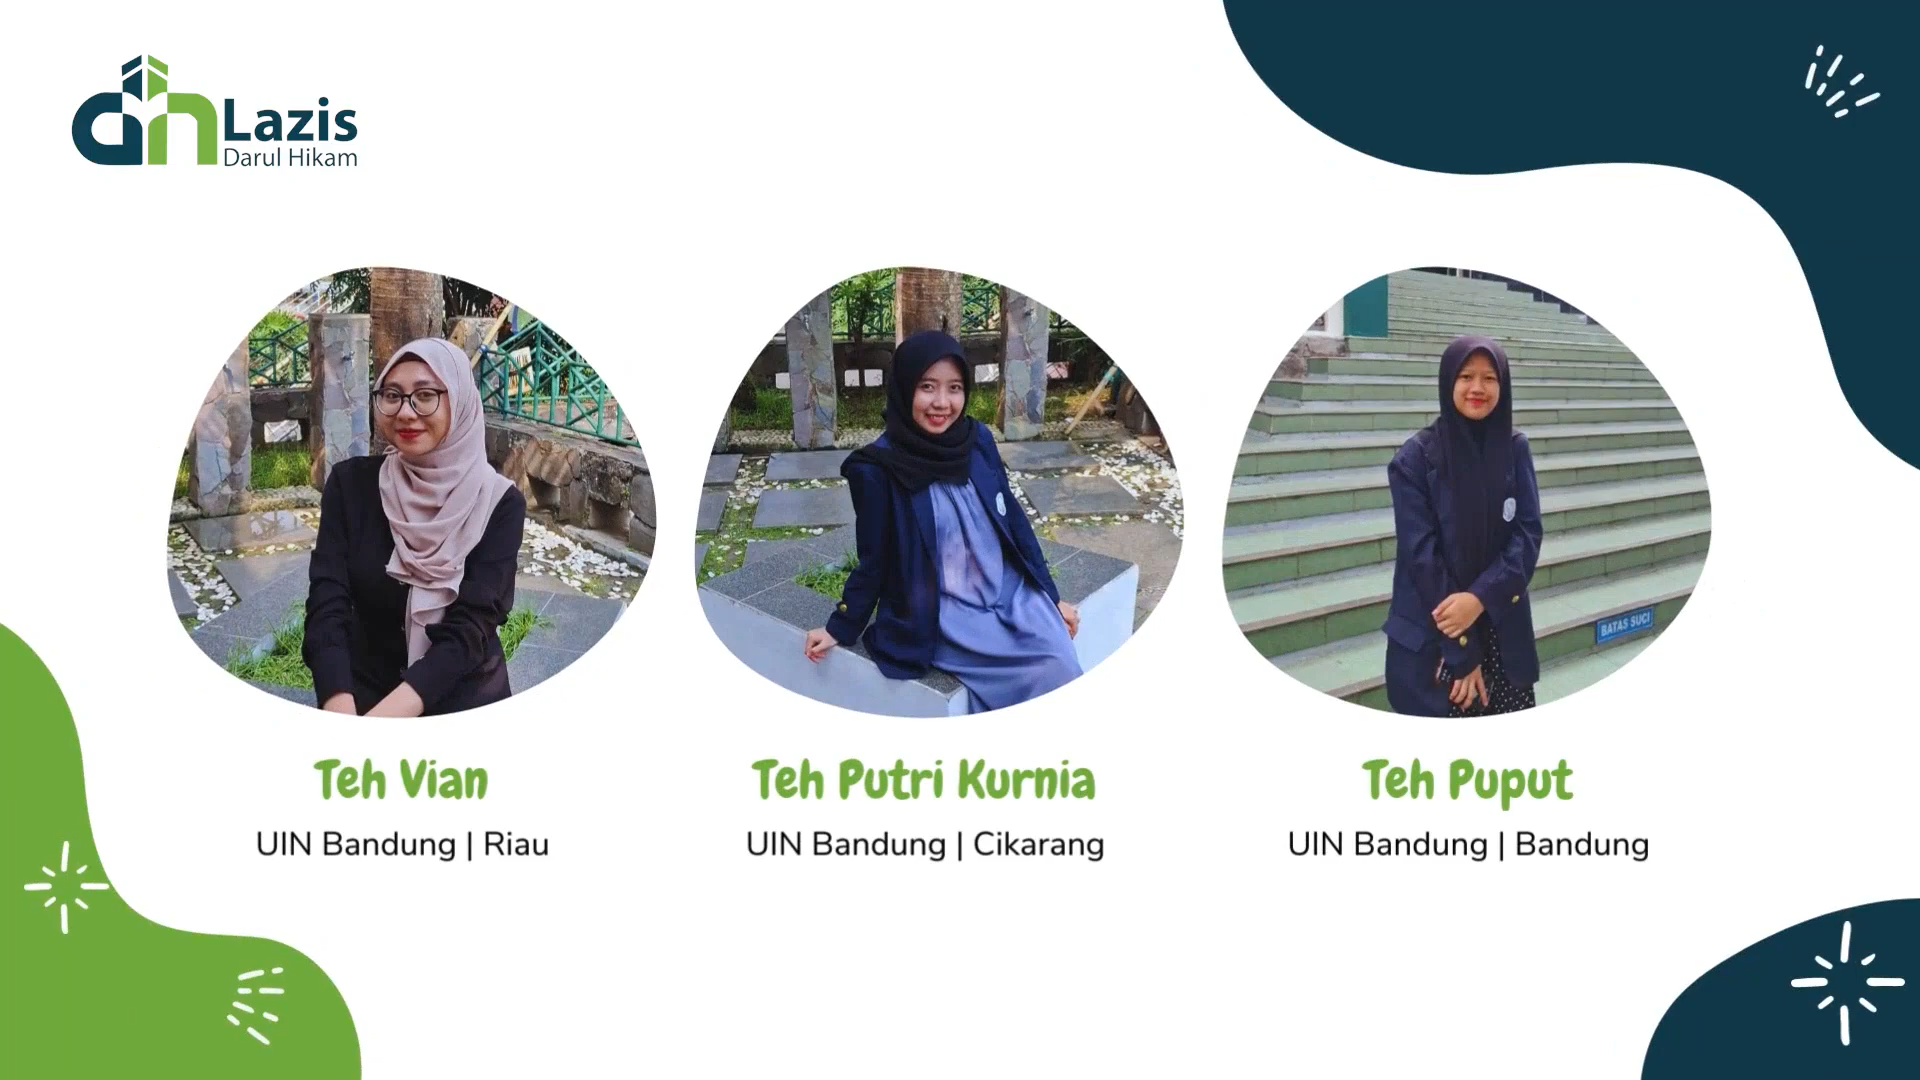 dh Lazis
Darul Hikam
BATAS SUCI
Teh Vian
UIN Bandung | Riau
Teh Putri Kurnia
UIN Bandung | Cikarang
Teh Puput
UIN Bandung | Bandung